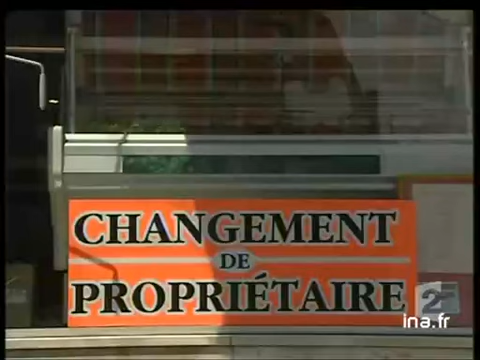 CHANGEMENT
DE
PROPRIÉTAIRE
2
ina.fr